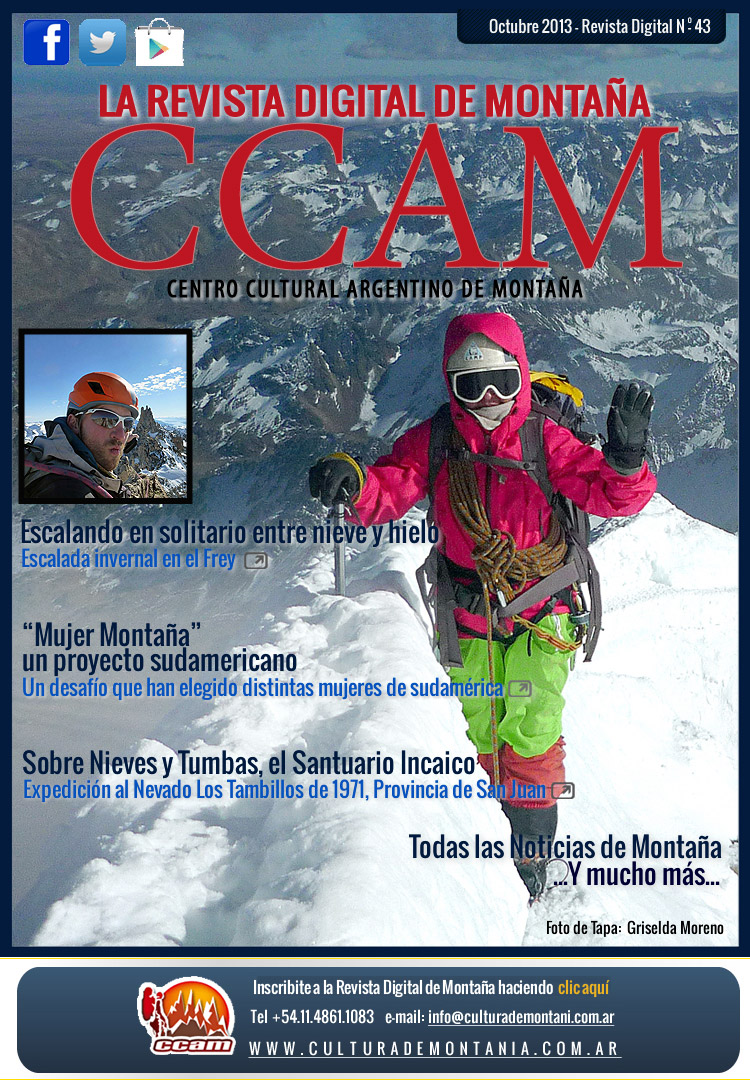 Octubre 2013 - Revista Digital Nº 43
LA REVISTA DIGITAL DE MONTAÑA
CCAM
CENTRO CULTURAL ARGENTINO DE MONTAÑA
Escalando en solitario entre nieve y hielo
Escalada invernal en el Frey
“Mujer Montaña”
un proyecto sudamericano
Un desafío que han elegido distintas mujeres de sudamérica
Sobre Nieves y Tumbas, el Santuario Incaico
Expedición al Nevado Los Tambillos de 1971, Provincia de San Juan
Todas las Noticias de Montaña
...Y mucho más...
Foto de Tapa: Griselda Moreno
Inscribite a la Revista Digital de Montaña haciendo clic aquí
Tel +54.11.4861.1083 e-mail: info@culturademontani.com.ar
ccam
WWW.CULTURADEMONTANIA.COM.AR